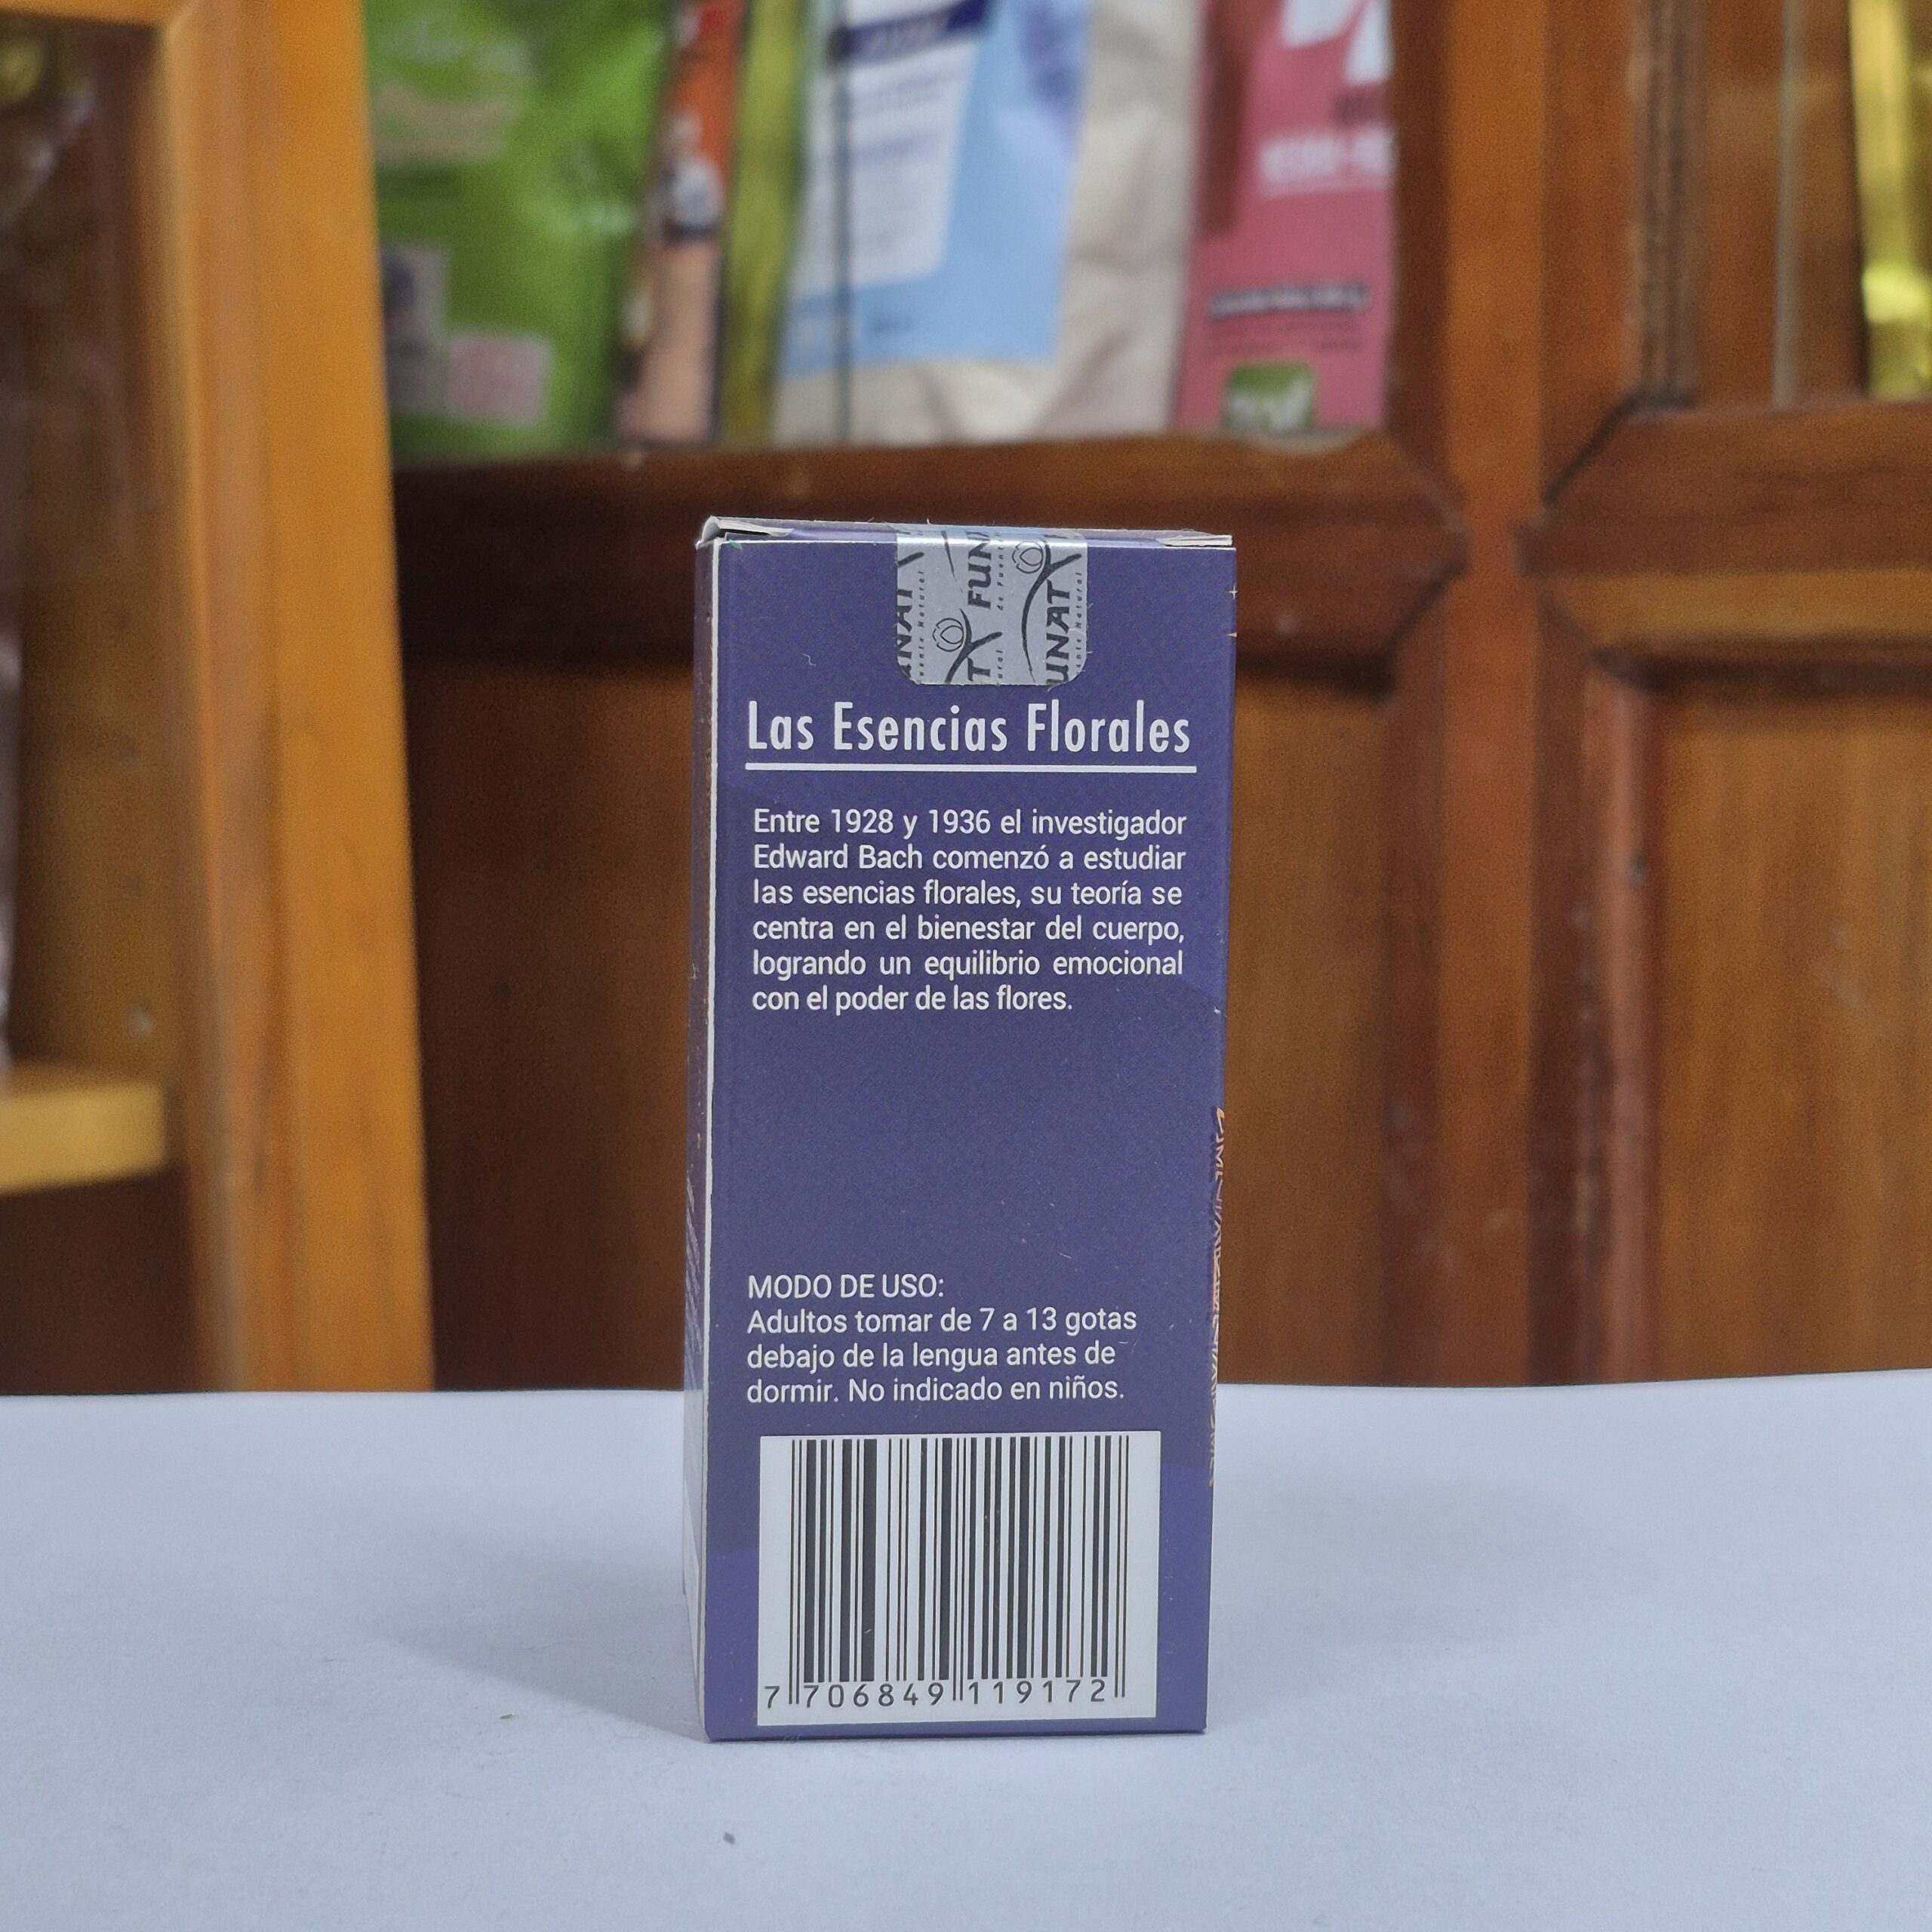 FUNAT
UNAT
Las Esencias Florales
Entre 1928 y 1936 el investigador
Edward Bach comenzó a estudiar
las esencias florales, su teoría se
centra en el bienestar del cuerpo,
logrando un equilibrio emocional
con el poder de las flores.
MODO DE USO:
Adultos tomar de 7 a 13 gotas
debajo de la lengua antes de
dormir. No indicado en niños.
7 706849 119172